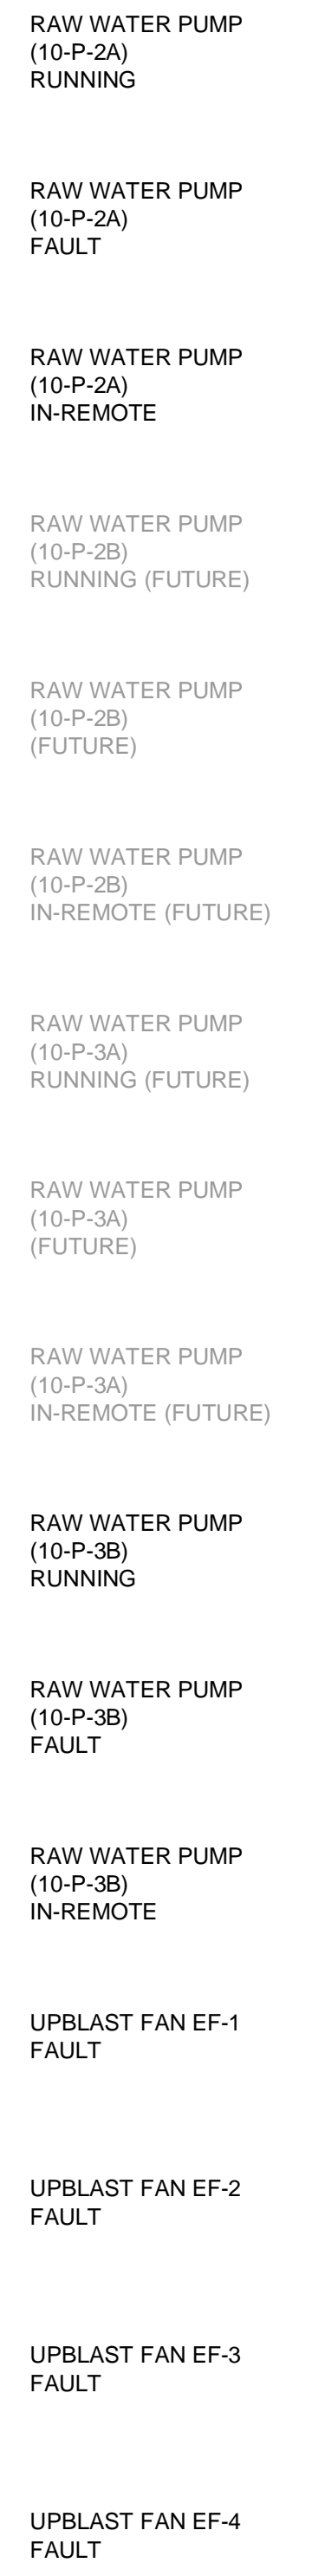 RAW WATER PUMP
(10-P-2A)
RUNNING
RAW WATER PUMP
(10-P-2A)
FAULT
RAW WATER PUMP
(10-P-2A)
IN-REMOTE
RAW WATER PUMP
(10-P-2B)
RUNNING (FUTURE)
RAW WATER PUMP
(10-P-2B)
(FUTURE)
RAW WATER PUMP
(10-P-2B)
IN-REMOTE (FUTURE)
RAW WATER PUMP
(10-P-3A)
RUNNING (FUTURE)
RAW WATER PUMP
(10-P-3A)
(FUTURE)
RAW WATER PUMP
(10-P-3A)
IN-REMOTE (FUTURE)
RAW WATER PUMP
(10-P-3B)
RUNNING
RAW WATER PUMP
(10-P-3B)
FAULT
RAW WATER PUMP
(10-P-3B)
IN-REMOTE
UPBLAST FAN EF-1
FAULT
UPBLAST FAN EF-2
FAULT
UPBLAST FAN EF-3
FAULT
UPBLAST FAN EF-4
FAULT